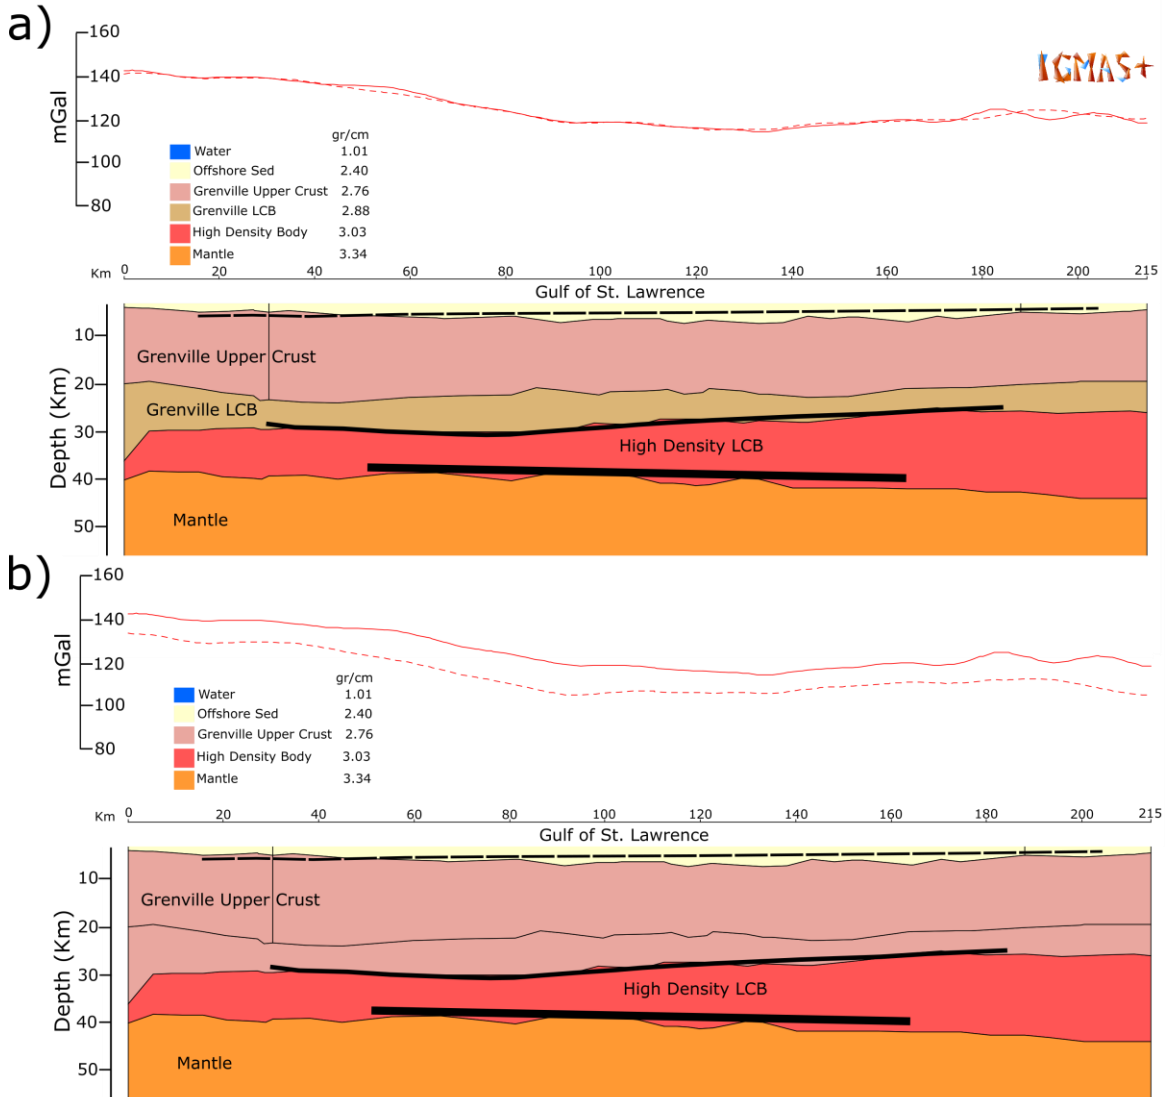 a)
160
140
120
100
80
mGal
IGMAS+
gr/cm
Water 1.01
Offshore Sed 2.40
Grenville Upper Crust 2.76
Grenville LCB 2.88
High Density Body 3.03
Mantle 3.34
Km 0 20 40 60 80 100 120 140 160 180 200 215
Gulf of St. Lawrence
10
20
30
40
50
Depth (Km)
Grenville Upper Crust
Grenville LCB
High Density LCB
Mantle
b)
160
140
120
100
80
mGal
gr/cm
Water 1.01
Offshore Sed 2.40
Grenville Upper Crust 2.76
High Density Body 3.03
Mantle 3.34
Km 0 20 40 60 80 100 120 140 160 180 200 215
Gulf of St. Lawrence
10
20
30
40
50
Depth (Km)
Grenville Upper Crust
High Density LCB
Mantle